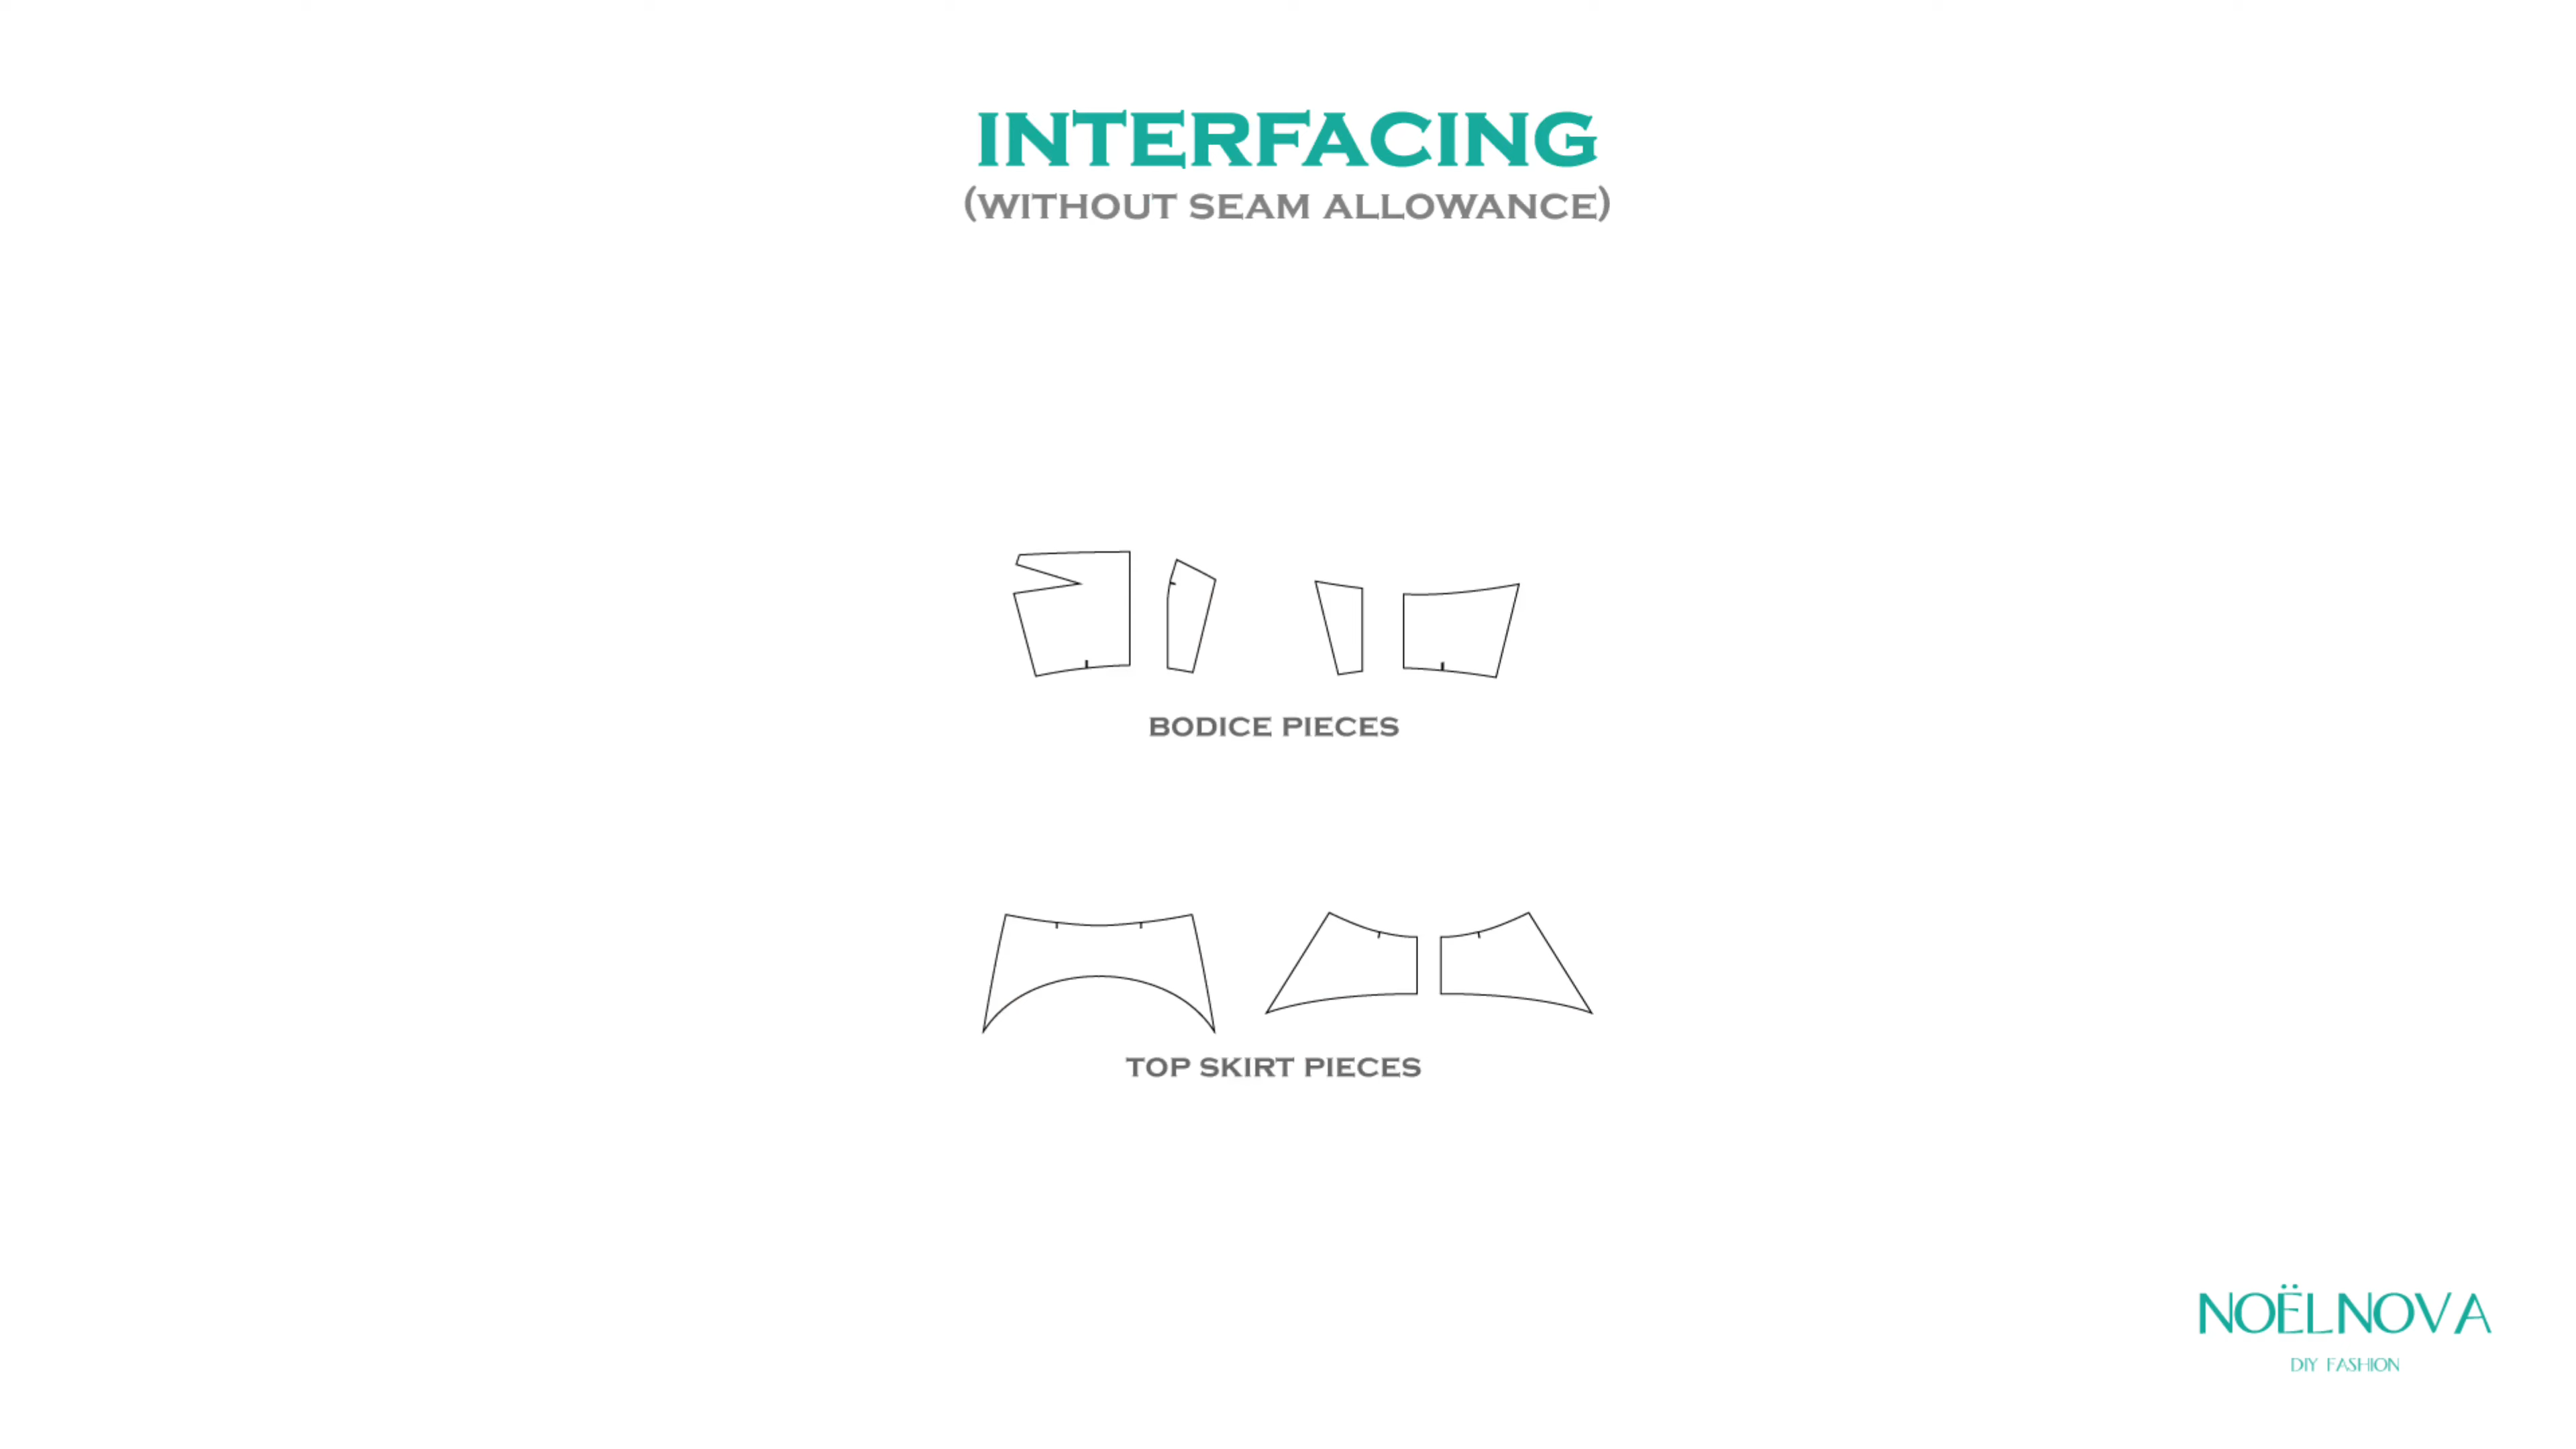 INTERFACING
(WITHOUT SEAM ALLOWANCE)
BODICE PIECES
TOP SKIRT PIECES
NOËLNOVA
DIY FASHION